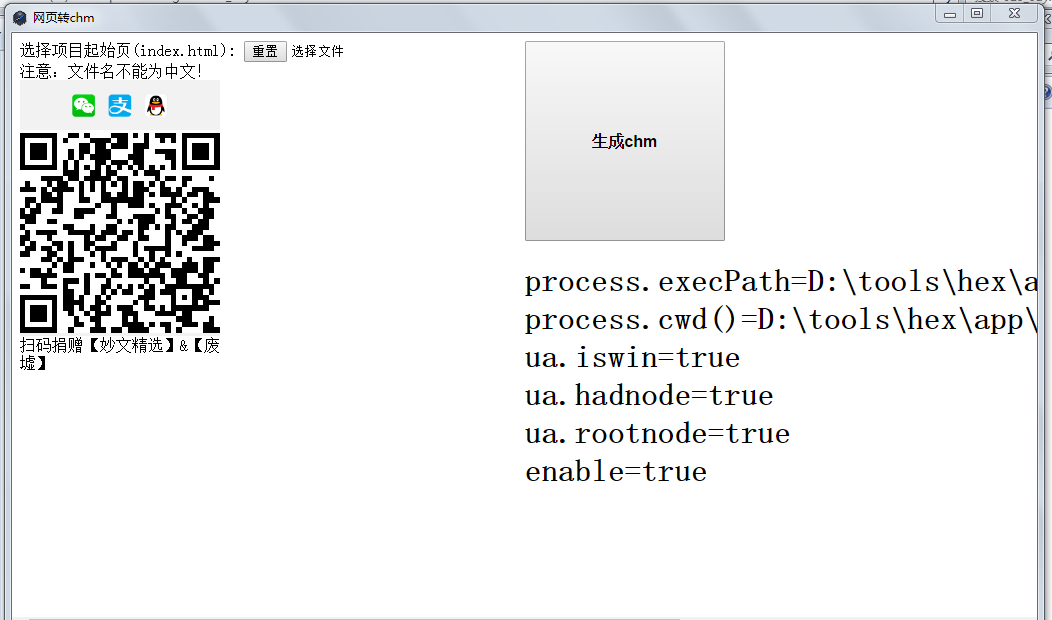 网页转chm
选择项目起始页(index.html): 重置 选择文件
注意: 文件名不能为中文!
支
扫码捐赠【妙文精选】&【废
墟】
生成chm
process.execPath=D:\tools\hex\a
process.cwd()=D:\tools\hex\app\
ua.iswin=true
ua.hadnode=true
ua.rootnode=true
enable=true